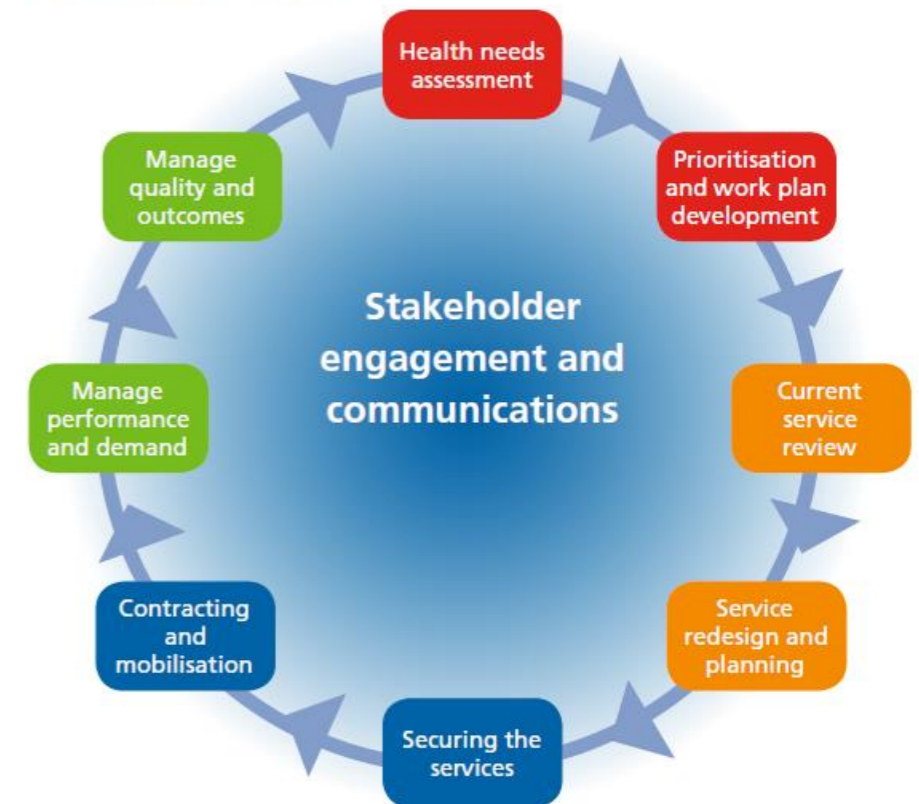 Health needs
assessment
Prioritisation
and work plan
development
Current
service
review
Service
redesign and
planning
Securing the
services
Contracting
and
mobilisation
Manage
performance
and demand
Manage
quality and
outcomes
Stakeholder
engagement and
communications